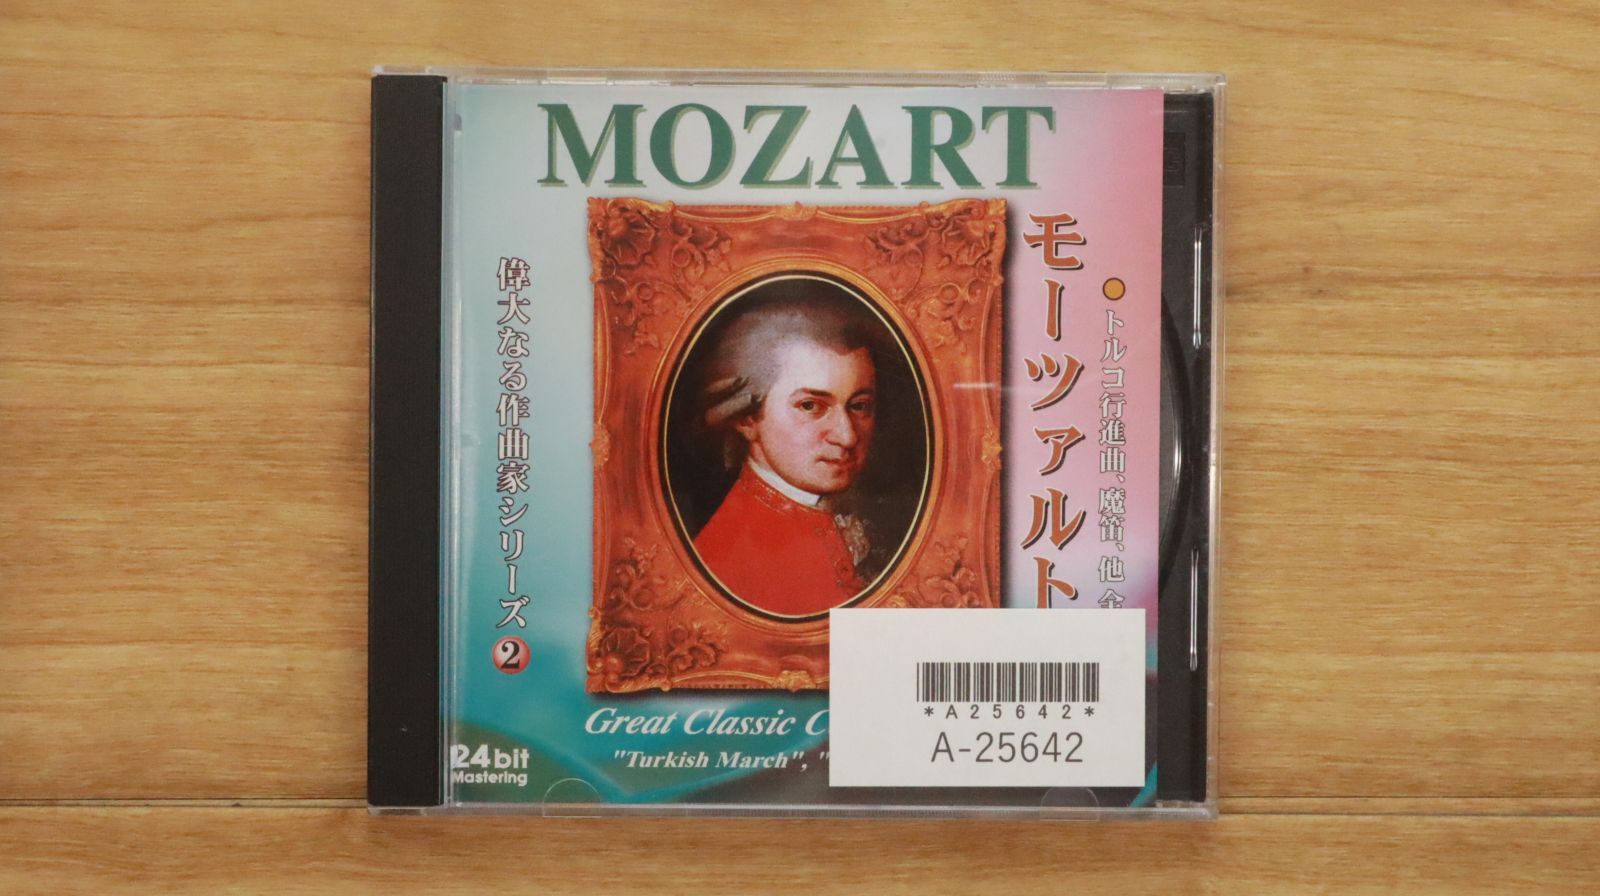 MOZART
モーツァルト
トルコ行進曲、魔笛、他 全
偉大なる作曲家シリーズ 2
Great Classic C
"Turkish March", "
24bit
Mastering
*A25642*
A-25642